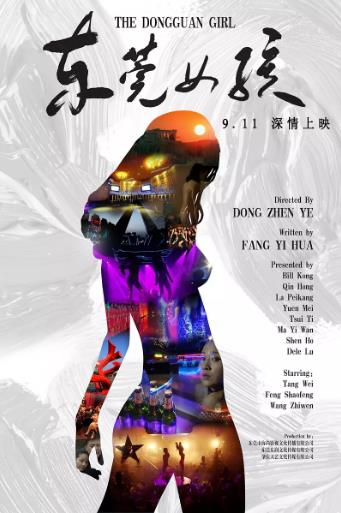 THE DONGGUAN GIRL
东莞女孩
9.11 深情上映
Directed By
DONG ZHEN YE
Written by
FANG YI HUA
Presented by
Bill Kong
Qin Hong
La Peikang
Yuen Mei
Tsui Ti
Ma Yi Wan
Shen Ho
Dele Lu
Starring;
Tang Wei
Feng Shaofeng
Wang Zhiwen
Production by: